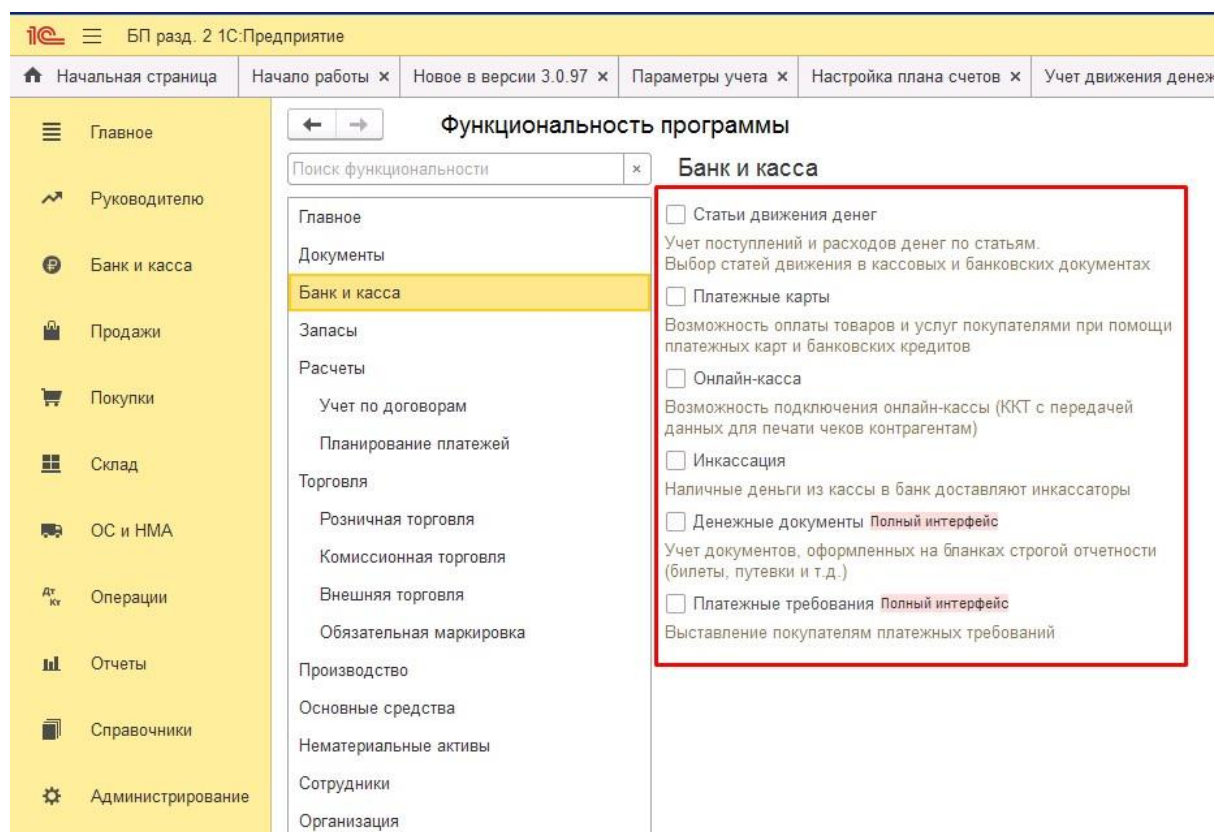 1С БП разд. 2 1С:Предприятие
Начальная страница Начало работы × Новое в версии 3.0.97 × Параметры учета × Настройка плана счетов × Учет движения денеж
Главное
Руководителю
Банк и касса
Продажи
Покупки
Склад
ОС и НМА
Дт Кт Операции
Отчеты
Справочники
Администрирование
Функциональность программы
Поиск функциональности ×
Главное
Документы
Банк и касса
Запасы
Расчеты
Учет по договорам
Планирование платежей
Торговля
Розничная торговля
Комиссионная торговля
Внешняя торговля
Обязательная маркировка
Производство
Основные средства
Нематериальные активы
Сотрудники
Организация
Банк и касса
Статьи движения денег
Учет поступлений и расходов денег по статьям.
Выбор статей движения в кассовых и банковских документах
Платежные карты
Возможность оплаты товаров и услуг покупателями при помощи
платежных карт и банковских кредитов
Онлайн-касса
Возможность подключения онлайн-кассы (ККТ с передачей
данных для печати чеков контрагентам)
Инкассация
Наличные деньги из кассы в банк доставляют инкассаторы
Денежные документы Полный интерфейс
Учет документов, оформленных на бланках строгой отчетности
(билеты, путевки и т.д.)
Платежные требования Полный интерфейс
Выставление покупателям платежных требований